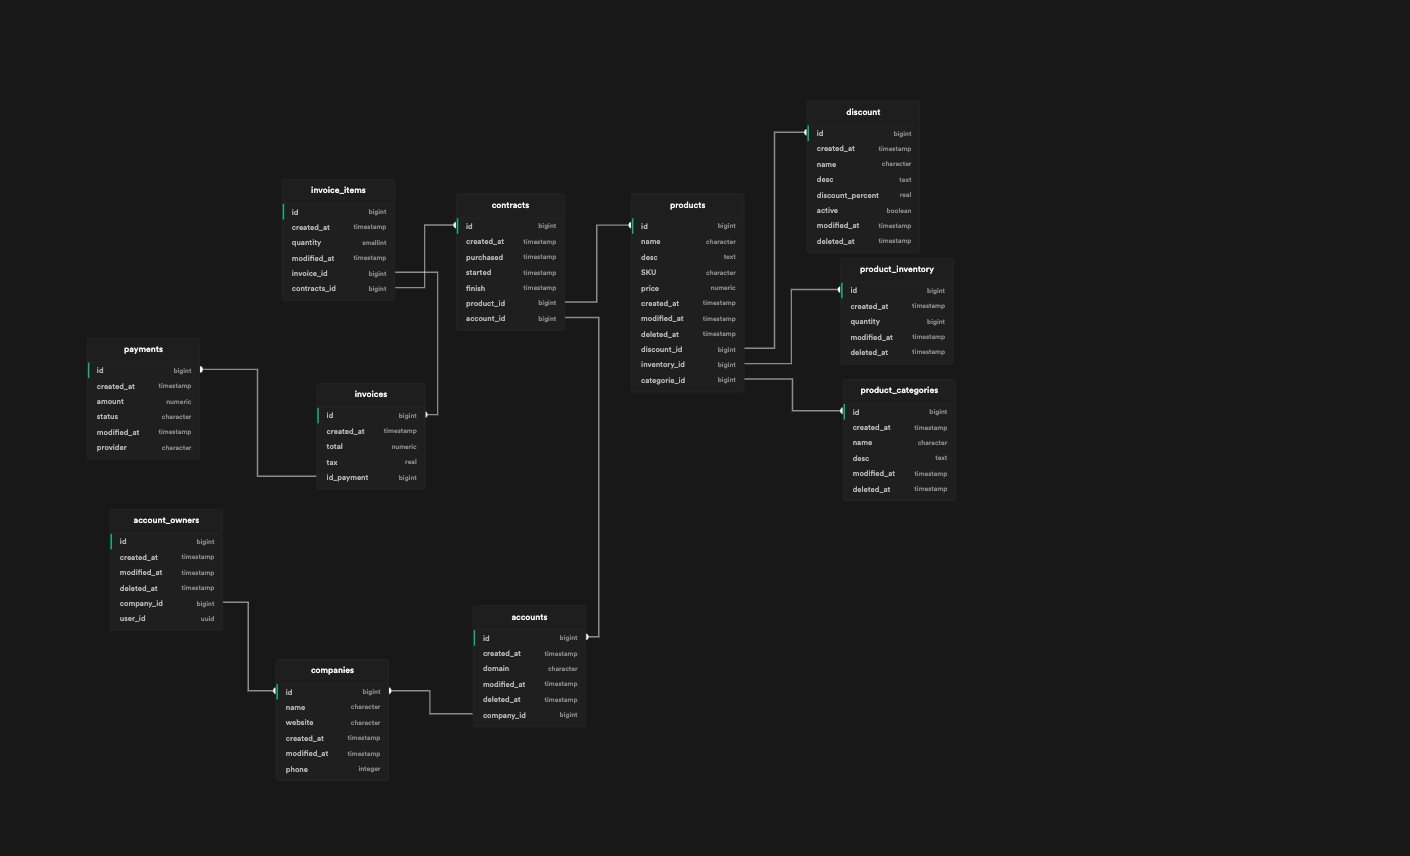 discount
id bigint
created_at timestamp
name character
desc text
discount_percent real
active boolean
modified_at timestamp
deleted_at timestamp
invoice_items
id bigint
created_at timestamp
quantity smallint
modified_at timestamp
invoice_id bigint
contracts_id bigint
contracts
id bigint
created_at timestamp
purchased timestamp
started timestamp
finish timestamp
product_id bigint
account_id bigint
products
id bigint
name character
desc text
SKU character
price numeric
created_at timestamp
modified_at timestamp
deleted_at timestamp
discount_id bigint
inventory_id bigint
categorie_id bigint
product_inventory
id bigint
created_at timestamp
quantity bigint
modified_at timestamp
deleted_at timestamp
payments
id bigint
created_at timestamp
amount numeric
status character
modified_at timestamp
provider character
invoices
id bigint
created_at timestamp
total numeric
tax real
id_payment bigint
product_categories
id bigint
created_at timestamp
name character
desc text
modified_at timestamp
deleted_at timestamp
account_owners
id bigint
created_at timestamp
modified_at timestamp
deleted_at timestamp
company_id bigint
user_id uuid
accounts
id bigint
created_at timestamp
domain character
modified_at timestamp
deleted_at timestamp
company_id bigint
companies
id bigint
name character
website character
created_at timestamp
modified_at timestamp
phone integer